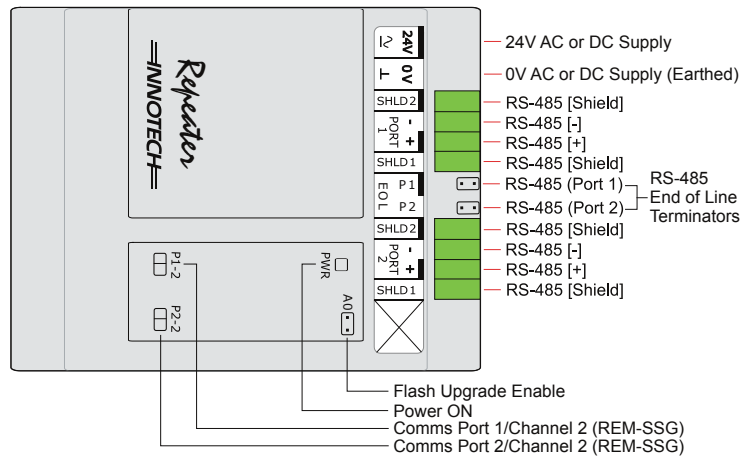 Repeater
INNOTECH
24V
0V
SHLD2
-
PORT 1
+
SHLD1
EOL
P1
P2
SHLD2
-
PORT 2
+
SHLD1
P1-2
P2-2
PWR
A0
24V AC or DC Supply
0V AC or DC Supply (Earthed)
RS-485 [Shield]
RS-485 [-]
RS-485 [+]
RS-485 [Shield]
RS-485 (Port 1)
RS-485 (Port 2)
RS-485
End of Line
Terminators
RS-485 [Shield]
RS-485 [-]
RS-485 [+]
RS-485 [Shield]
Flash Upgrade Enable
Power ON
Comms Port 1/Channel 2 (REM-SSG)
Comms Port 2/Channel 2 (REM-SSG)